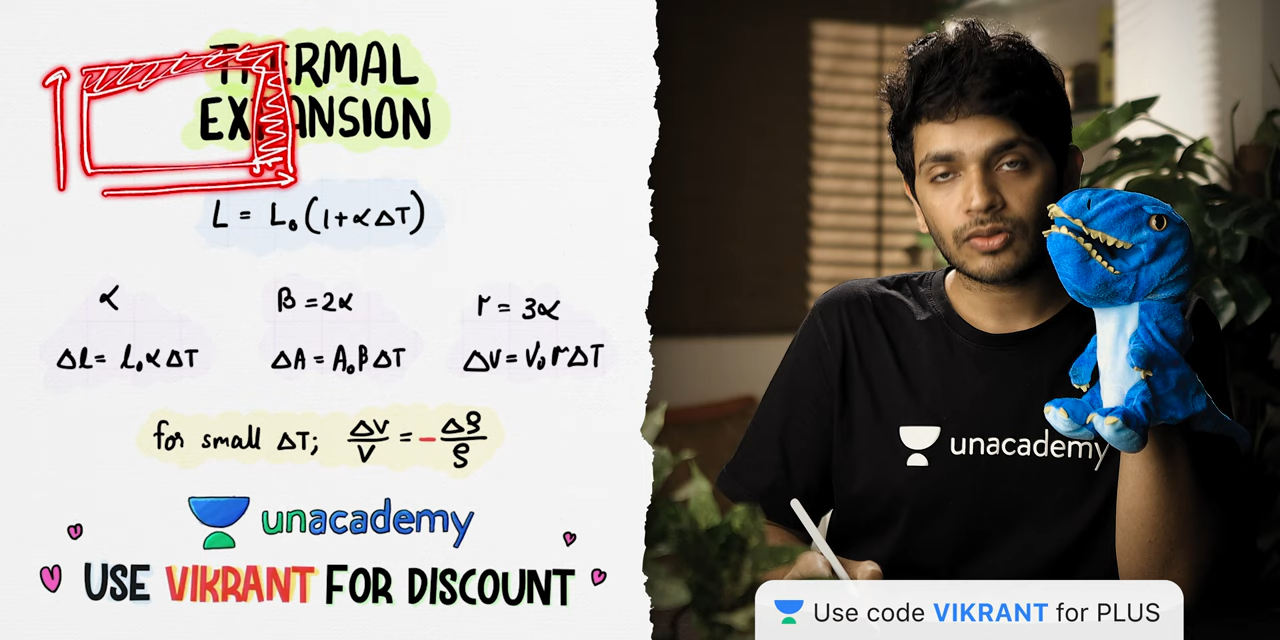 THERMAL
EXPANSION
L = L₀(1+αΔT)
α
β = 2α
γ = 3α
Δl = l₀αΔT
ΔA = A₀βΔT
ΔV = V₀γΔT
for small ΔT; ΔV/V = -Δρ/ρ
unacademy
USE VIKRANT FOR DISCOUNT
unacademy
Use code VIKRANT for PLUS